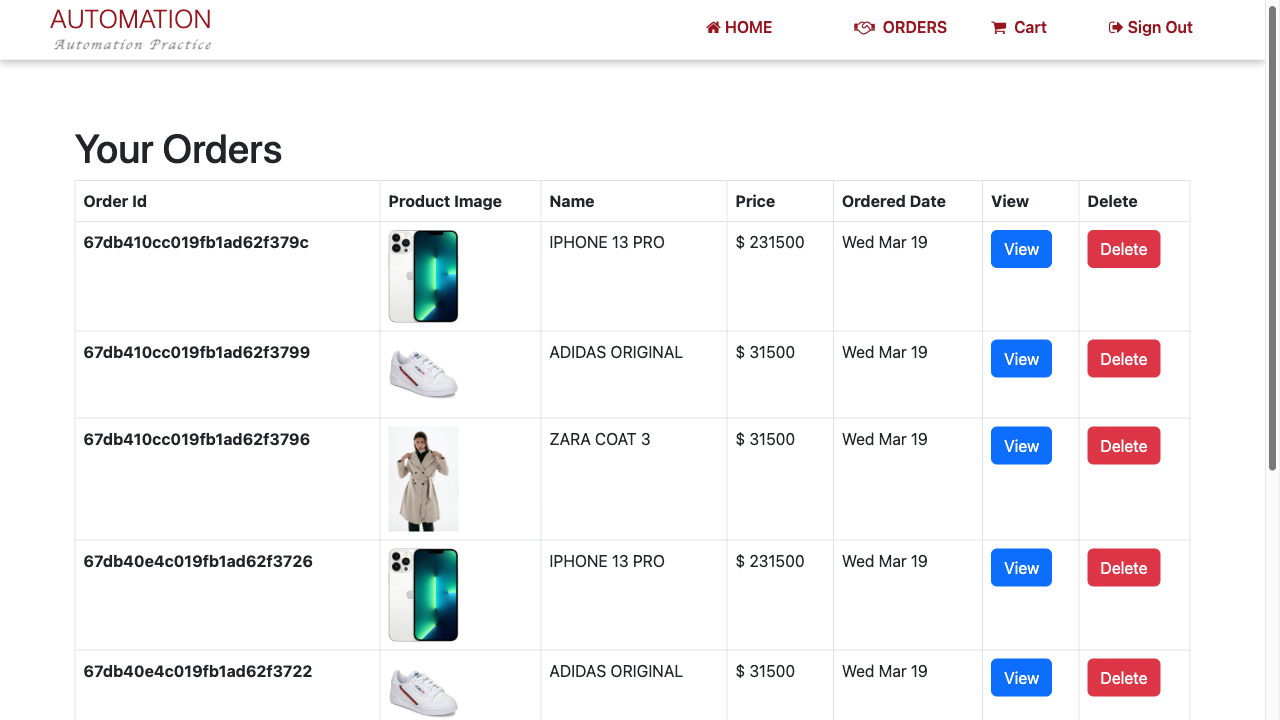 AUTOMATION
Automation Practice
HOME ORDERS Cart Sign Out
Your Orders
Order Id Product Image Name Price Ordered Date View Delete
67db410cc019fb1ad62f379c IPHONE 13 PRO $ 231500 Wed Mar 19 View Delete
67db410cc019fb1ad62f3799 ADIDAS ORIGINAL $ 31500 Wed Mar 19 View Delete
67db410cc019fb1ad62f3796 ZARA COAT 3 $ 31500 Wed Mar 19 View Delete
67db40e4c019fb1ad62f3726 IPHONE 13 PRO $ 231500 Wed Mar 19 View Delete
67db40e4c019fb1ad62f3722 ADIDAS ORIGINAL $ 31500 Wed Mar 19 View Delete